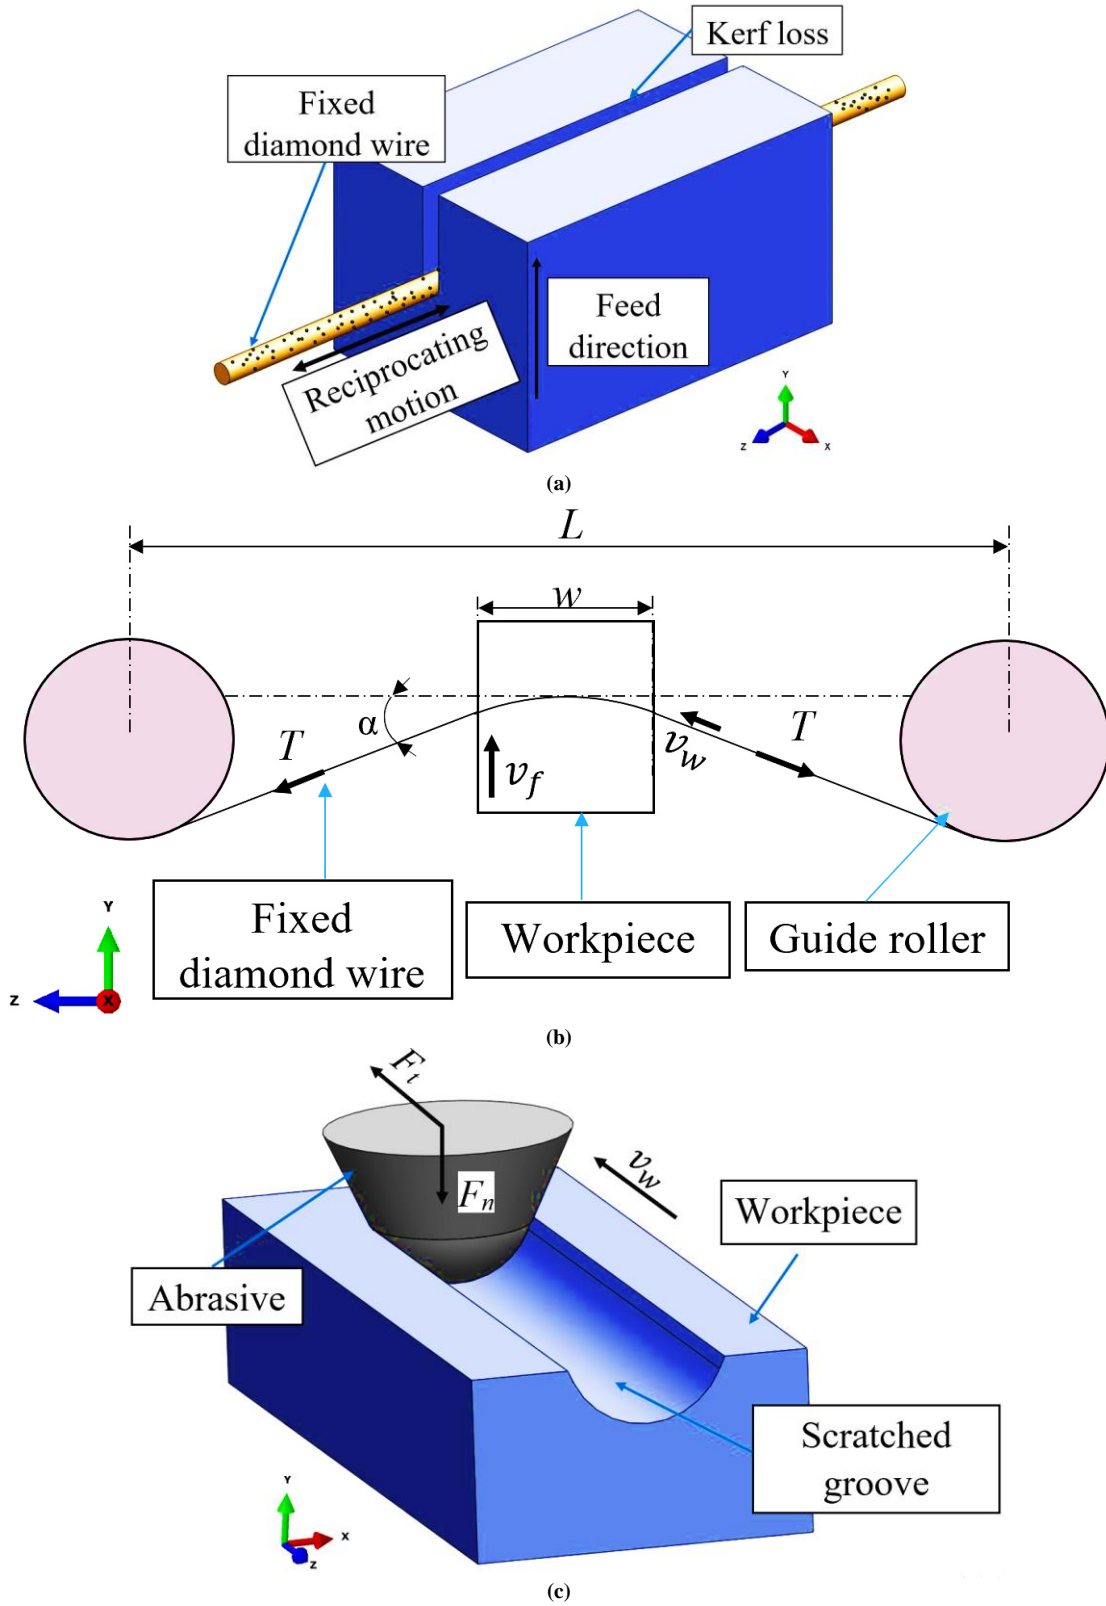 Kerf loss
Fixed
diamond wire
Feed
direction
Reciprocating
motion
Y
Z
X
(a)
L
w
α
T
v_w
T
v_f
Fixed
diamond wire
Workpiece
Guide roller
Y
Z
X
(b)
F_t
v_w
F_n
Workpiece
Abrasive
Scratched
groove
Y
X
Z
(c)